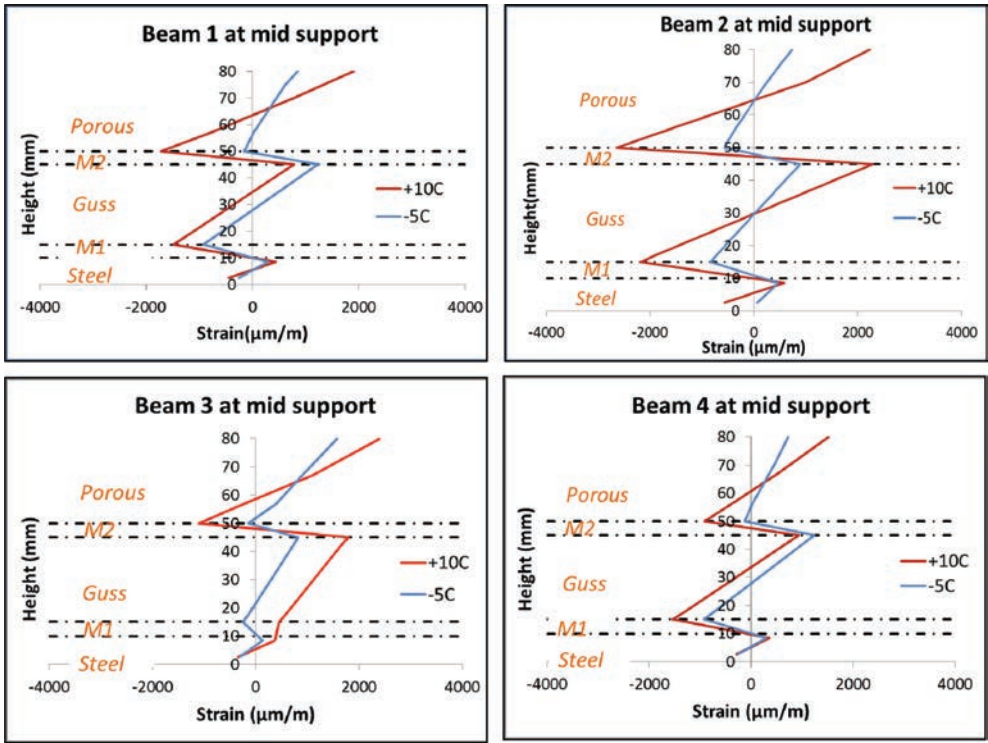 Beam 1 at mid support
80
70
60
50
40
30
20
10
0
Porous
M2
Guss
M1
Steel
Height (mm)
+10C
-5C
-4000 -2000 0 2000 4000
Strain(µm/m)
Beam 2 at mid support
80
70
60
50
40
30
20
10
0
Porous
M2
Guss
M1
Steel
Height(mm)
+10C
-5C
-4000 -2000 0 2000 4000
Strain (µm/m)
Beam 3 at mid support
80
70
60
50
40
30
20
10
0
Porous
M2
Guss
M1
Steel
Height (mm)
+10C
-5C
-4000 -2000 0 2000 4000
Strain (µm/m)
Beam 4 at mid support
80
70
60
50
40
30
20
10
0
Porous
M2
Guss
M1
Steel
Height (mm)
+10C
-5C
-4000 -2000 0 2000 4000
Strain (µm/m)